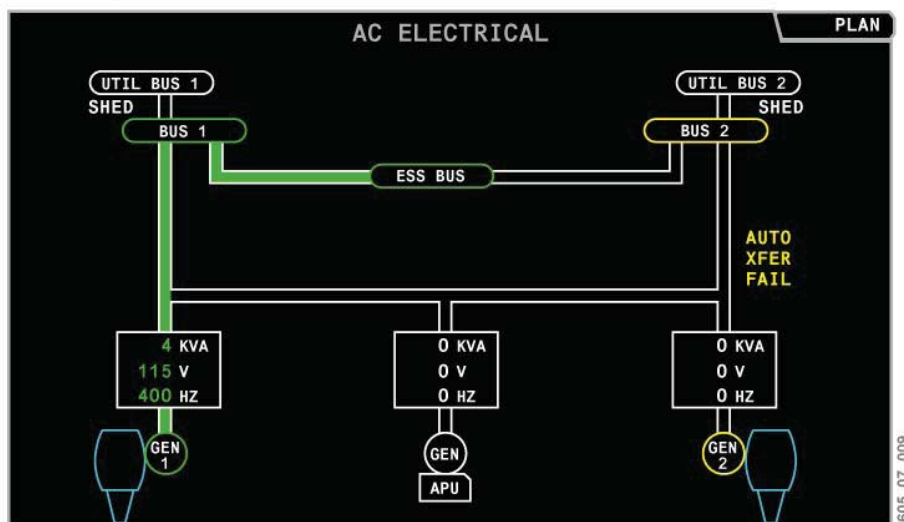 AC ELECTRICAL
PLAN
UTIL BUS 1
UTIL BUS 2
SHED
SHED
BUS 1
BUS 2
ESS BUS
AUTO
XFER
FAIL
4 KVA
115 V
400 HZ
0 KVA
0 V
0 HZ
0 KVA
0 V
0 HZ
GEN
1
GEN
APU
GEN
2
605_07_009